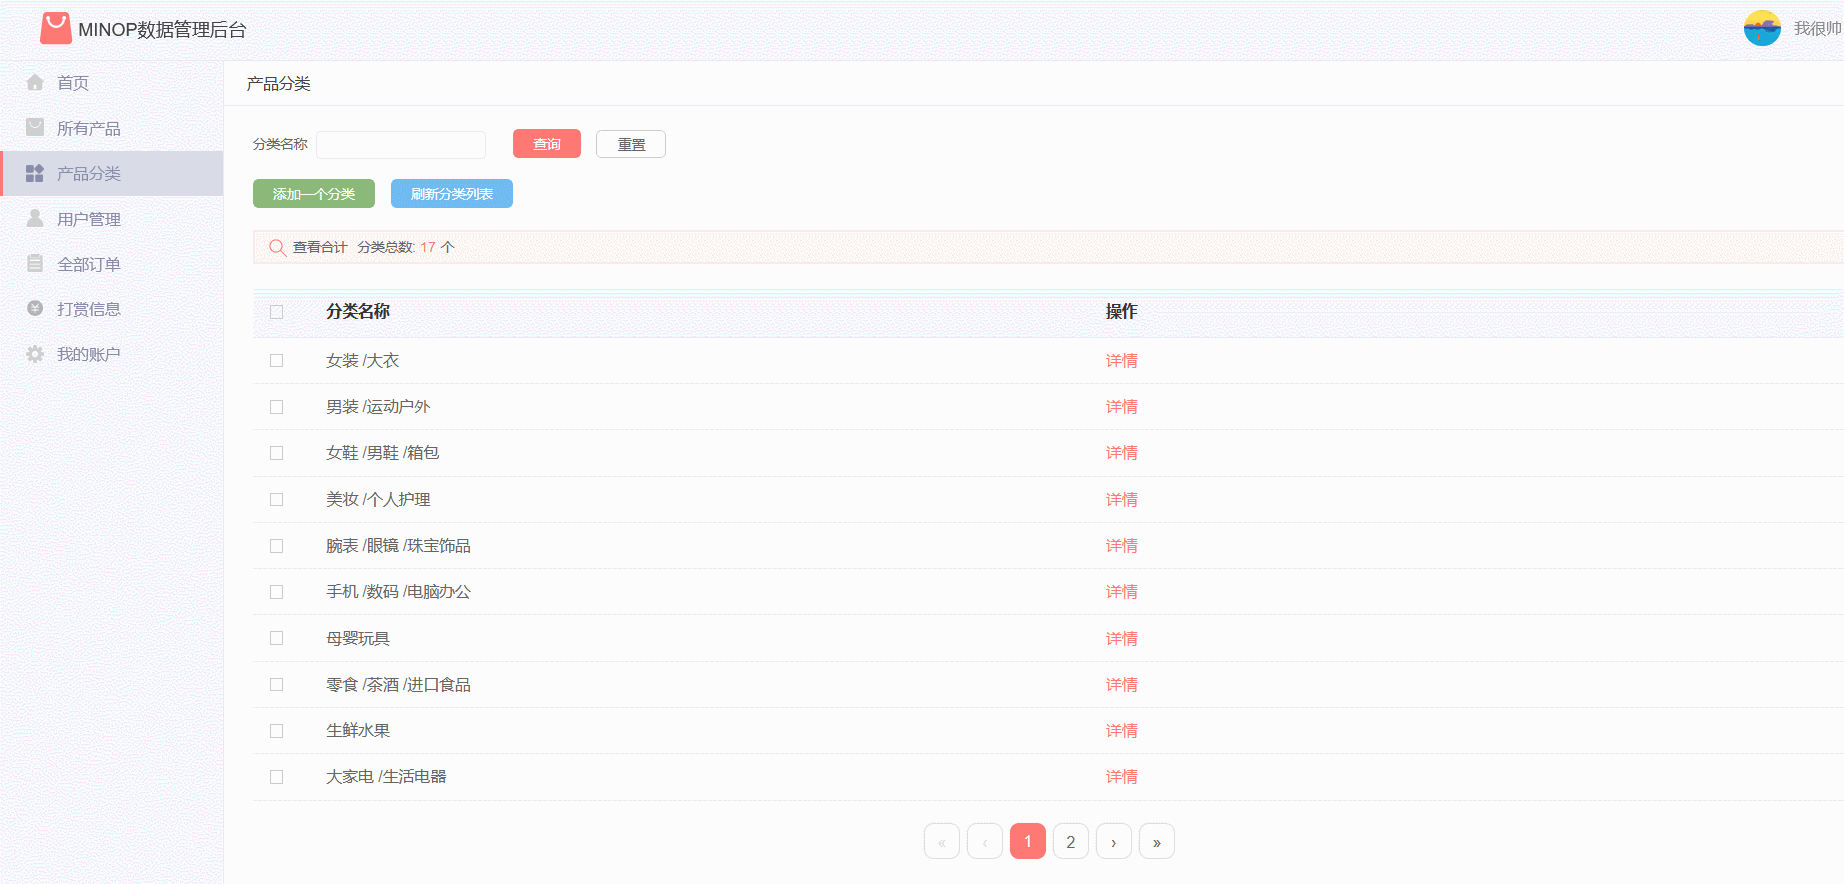 MINOP数据管理后台
我很帅
首页
所有产品
产品分类
用户管理
全部订单
打赏信息
我的账户
产品分类
分类名称 查询 重置
添加一个分类 刷新分类列表
查看合计 分类总数: 17 个
分类名称 操作
女装 /大衣 详情
男装 /运动户外 详情
女鞋 /男鞋 /箱包 详情
美妆 /个人护理 详情
腕表 /眼镜 /珠宝饰品 详情
手机 /数码 /电脑办公 详情
母婴玩具 详情
零食 /茶酒 /进口食品 详情
生鲜水果 详情
大家电 /生活电器 详情
« ‹ 1 2 › »